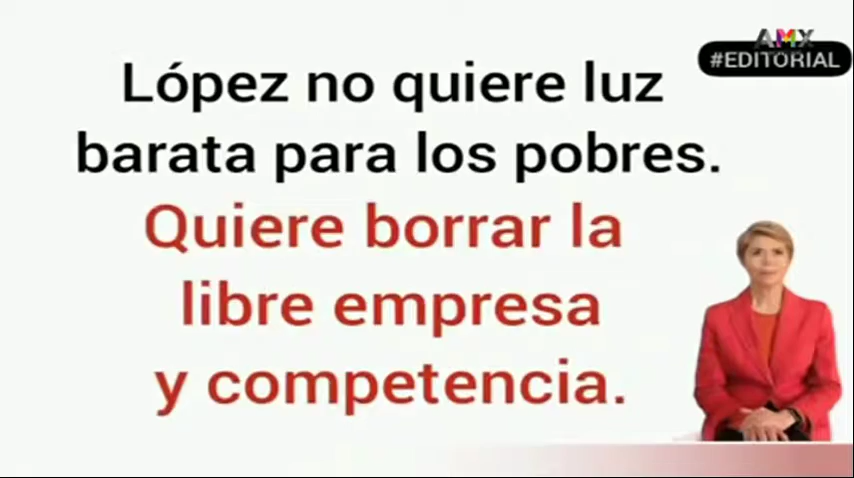 AMX
#EDITORIAL
López no quiere luz
barata para los pobres.
Quiere borrar la
libre empresa
y competencia.